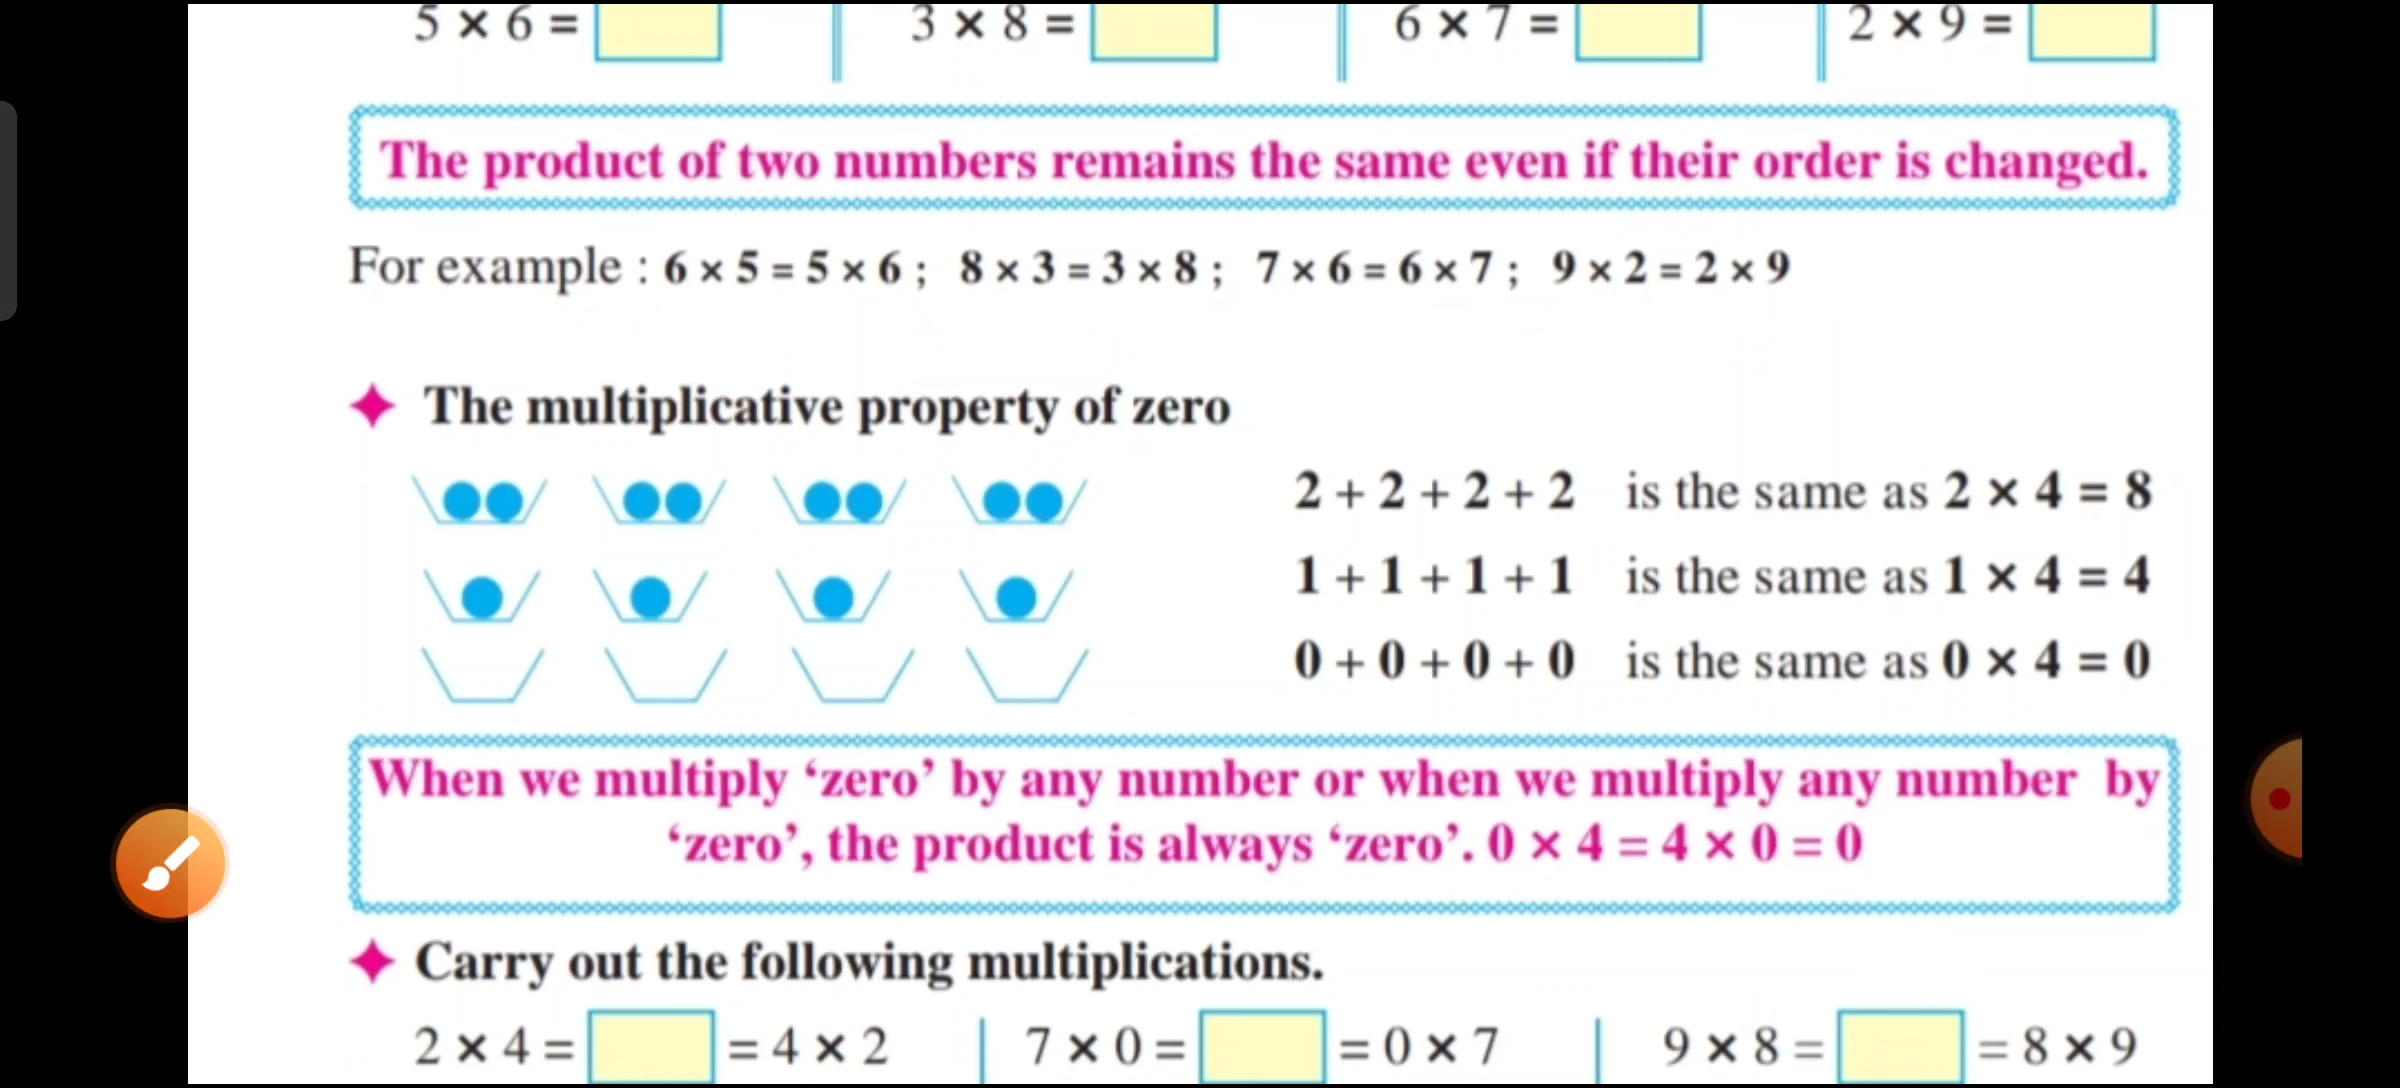 5 × 6 = 3 × 8 = 6 × 7 = 2 × 9 =
The product of two numbers remains the same even if their order is changed.
For example : 6 × 5 = 5 × 6 ; 8 × 3 = 3 × 8 ; 7 × 6 = 6 × 7 ; 9 × 2 = 2 × 9
The multiplicative property of zero
2 + 2 + 2 + 2 is the same as 2 × 4 = 8
1 + 1 + 1 + 1 is the same as 1 × 4 = 4
0 + 0 + 0 + 0 is the same as 0 × 4 = 0
When we multiply ‘zero’ by any number or when we multiply any number by
‘zero’, the product is always ‘zero’. 0 × 4 = 4 × 0 = 0
Carry out the following multiplications.
2 × 4 = = 4 × 2 7 × 0 = = 0 × 7 9 × 8 = = 8 × 9